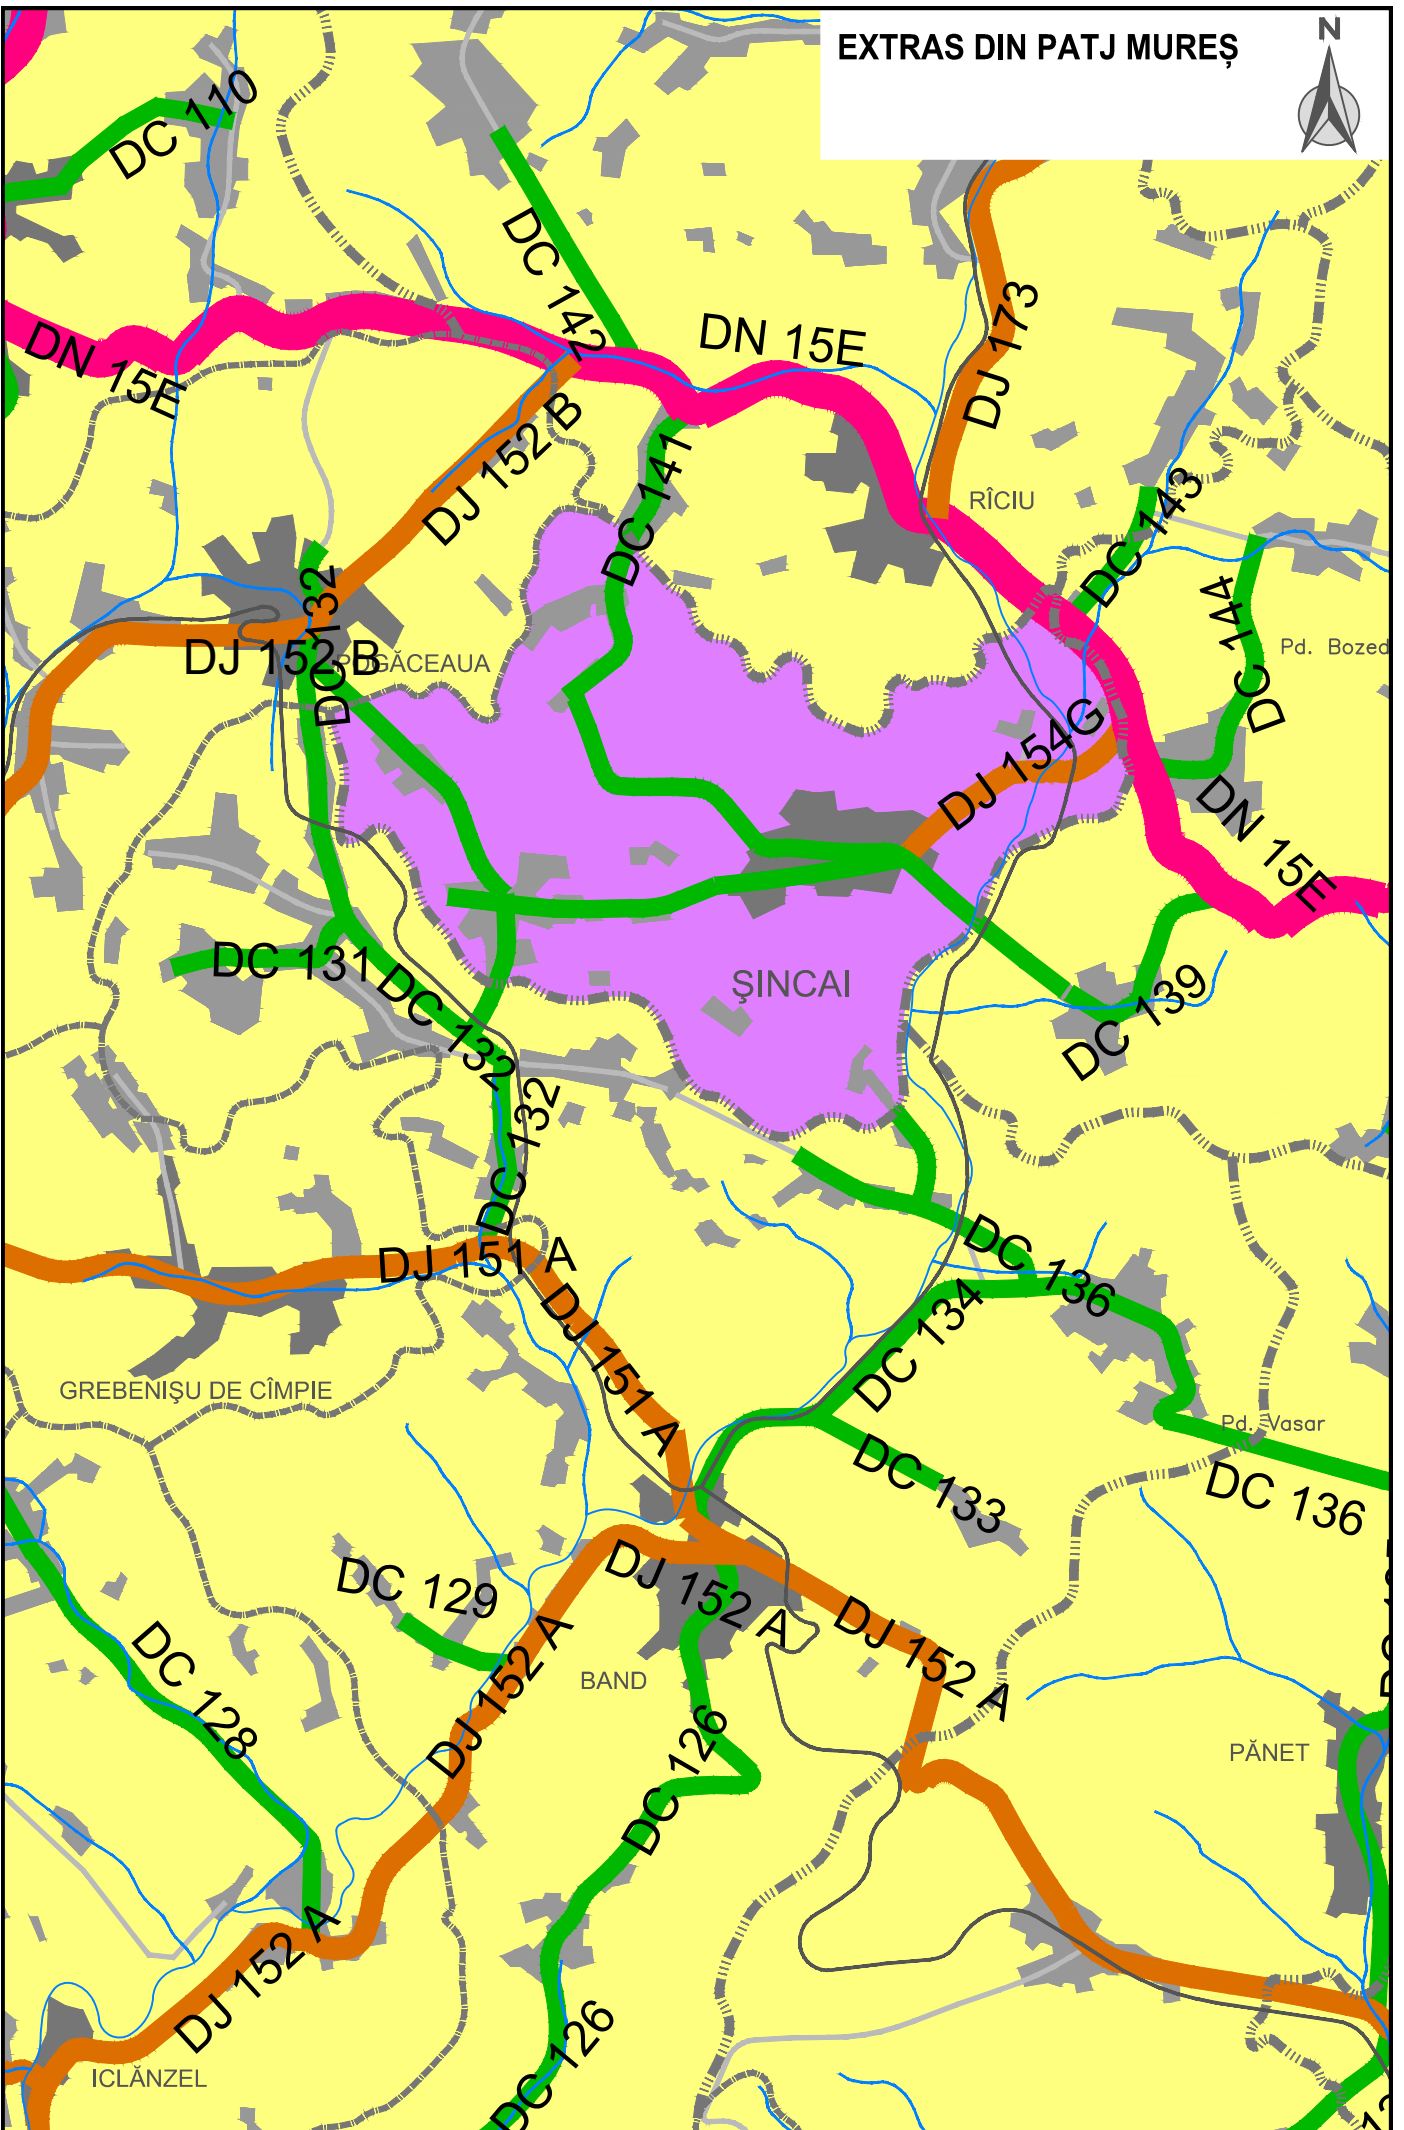 EXTRAS DIN PATJ MUREȘ
N
DC 110
DC 142
DN 15E
DJ 173
DN 15E
DJ 152 B
DC 141
RÎCIU
DC 143
DC 144
DC 132
Pd. Bozed
DJ 152 B
POGĂCEAUA
DJ 154G
DN 15E
DC 131
DC 132
ŞINCAI
DC 139
DC 132
DJ 151 A
DC 136
DJ 151 A
DC 134
GREBENIŞU DE CÎMPIE
Pd. Vasar
DC 133
DC 136
DC 129
DJ 152 A
DJ 152 A
DJ 152 A
DC 128
BAND
DC 126
PĂNET
DJ 152 A
DC 126
ICLĂNZEL